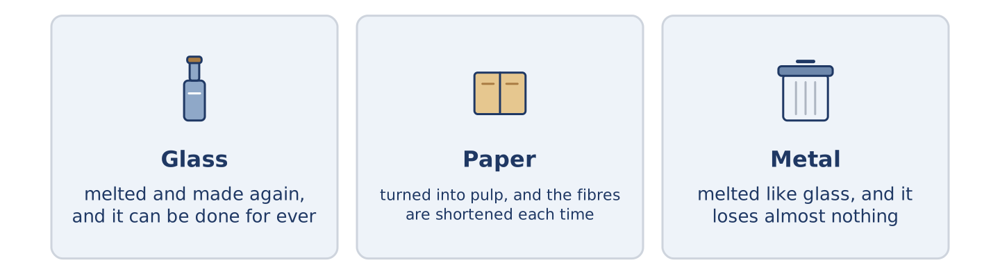 Glass
melted and made again,
and it can be done for ever
Paper
turned into pulp, and the fibres
are shortened each time
Metal
melted like glass, and it
loses almost nothing